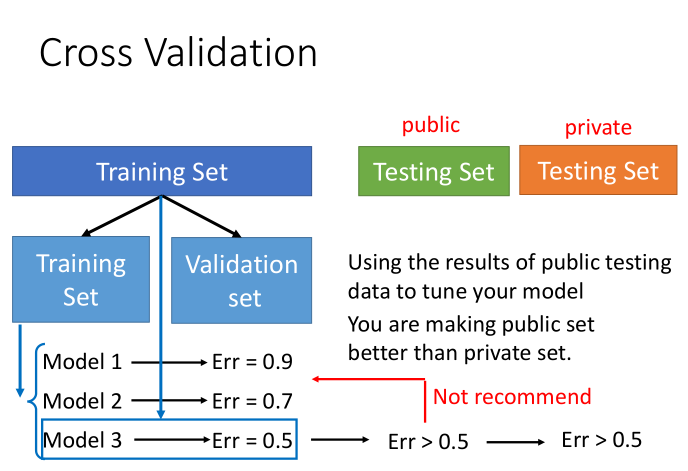 Cross Validation
public
private
Training Set
Testing Set
Testing Set
Training
Set
Validation
set
Using the results of public testing
data to tune your model
You are making public set
better than private set.
Model 1
Err = 0.9
Model 2
Err = 0.7
Not recommend
Model 3
Err = 0.5
Err > 0.5
Err > 0.5